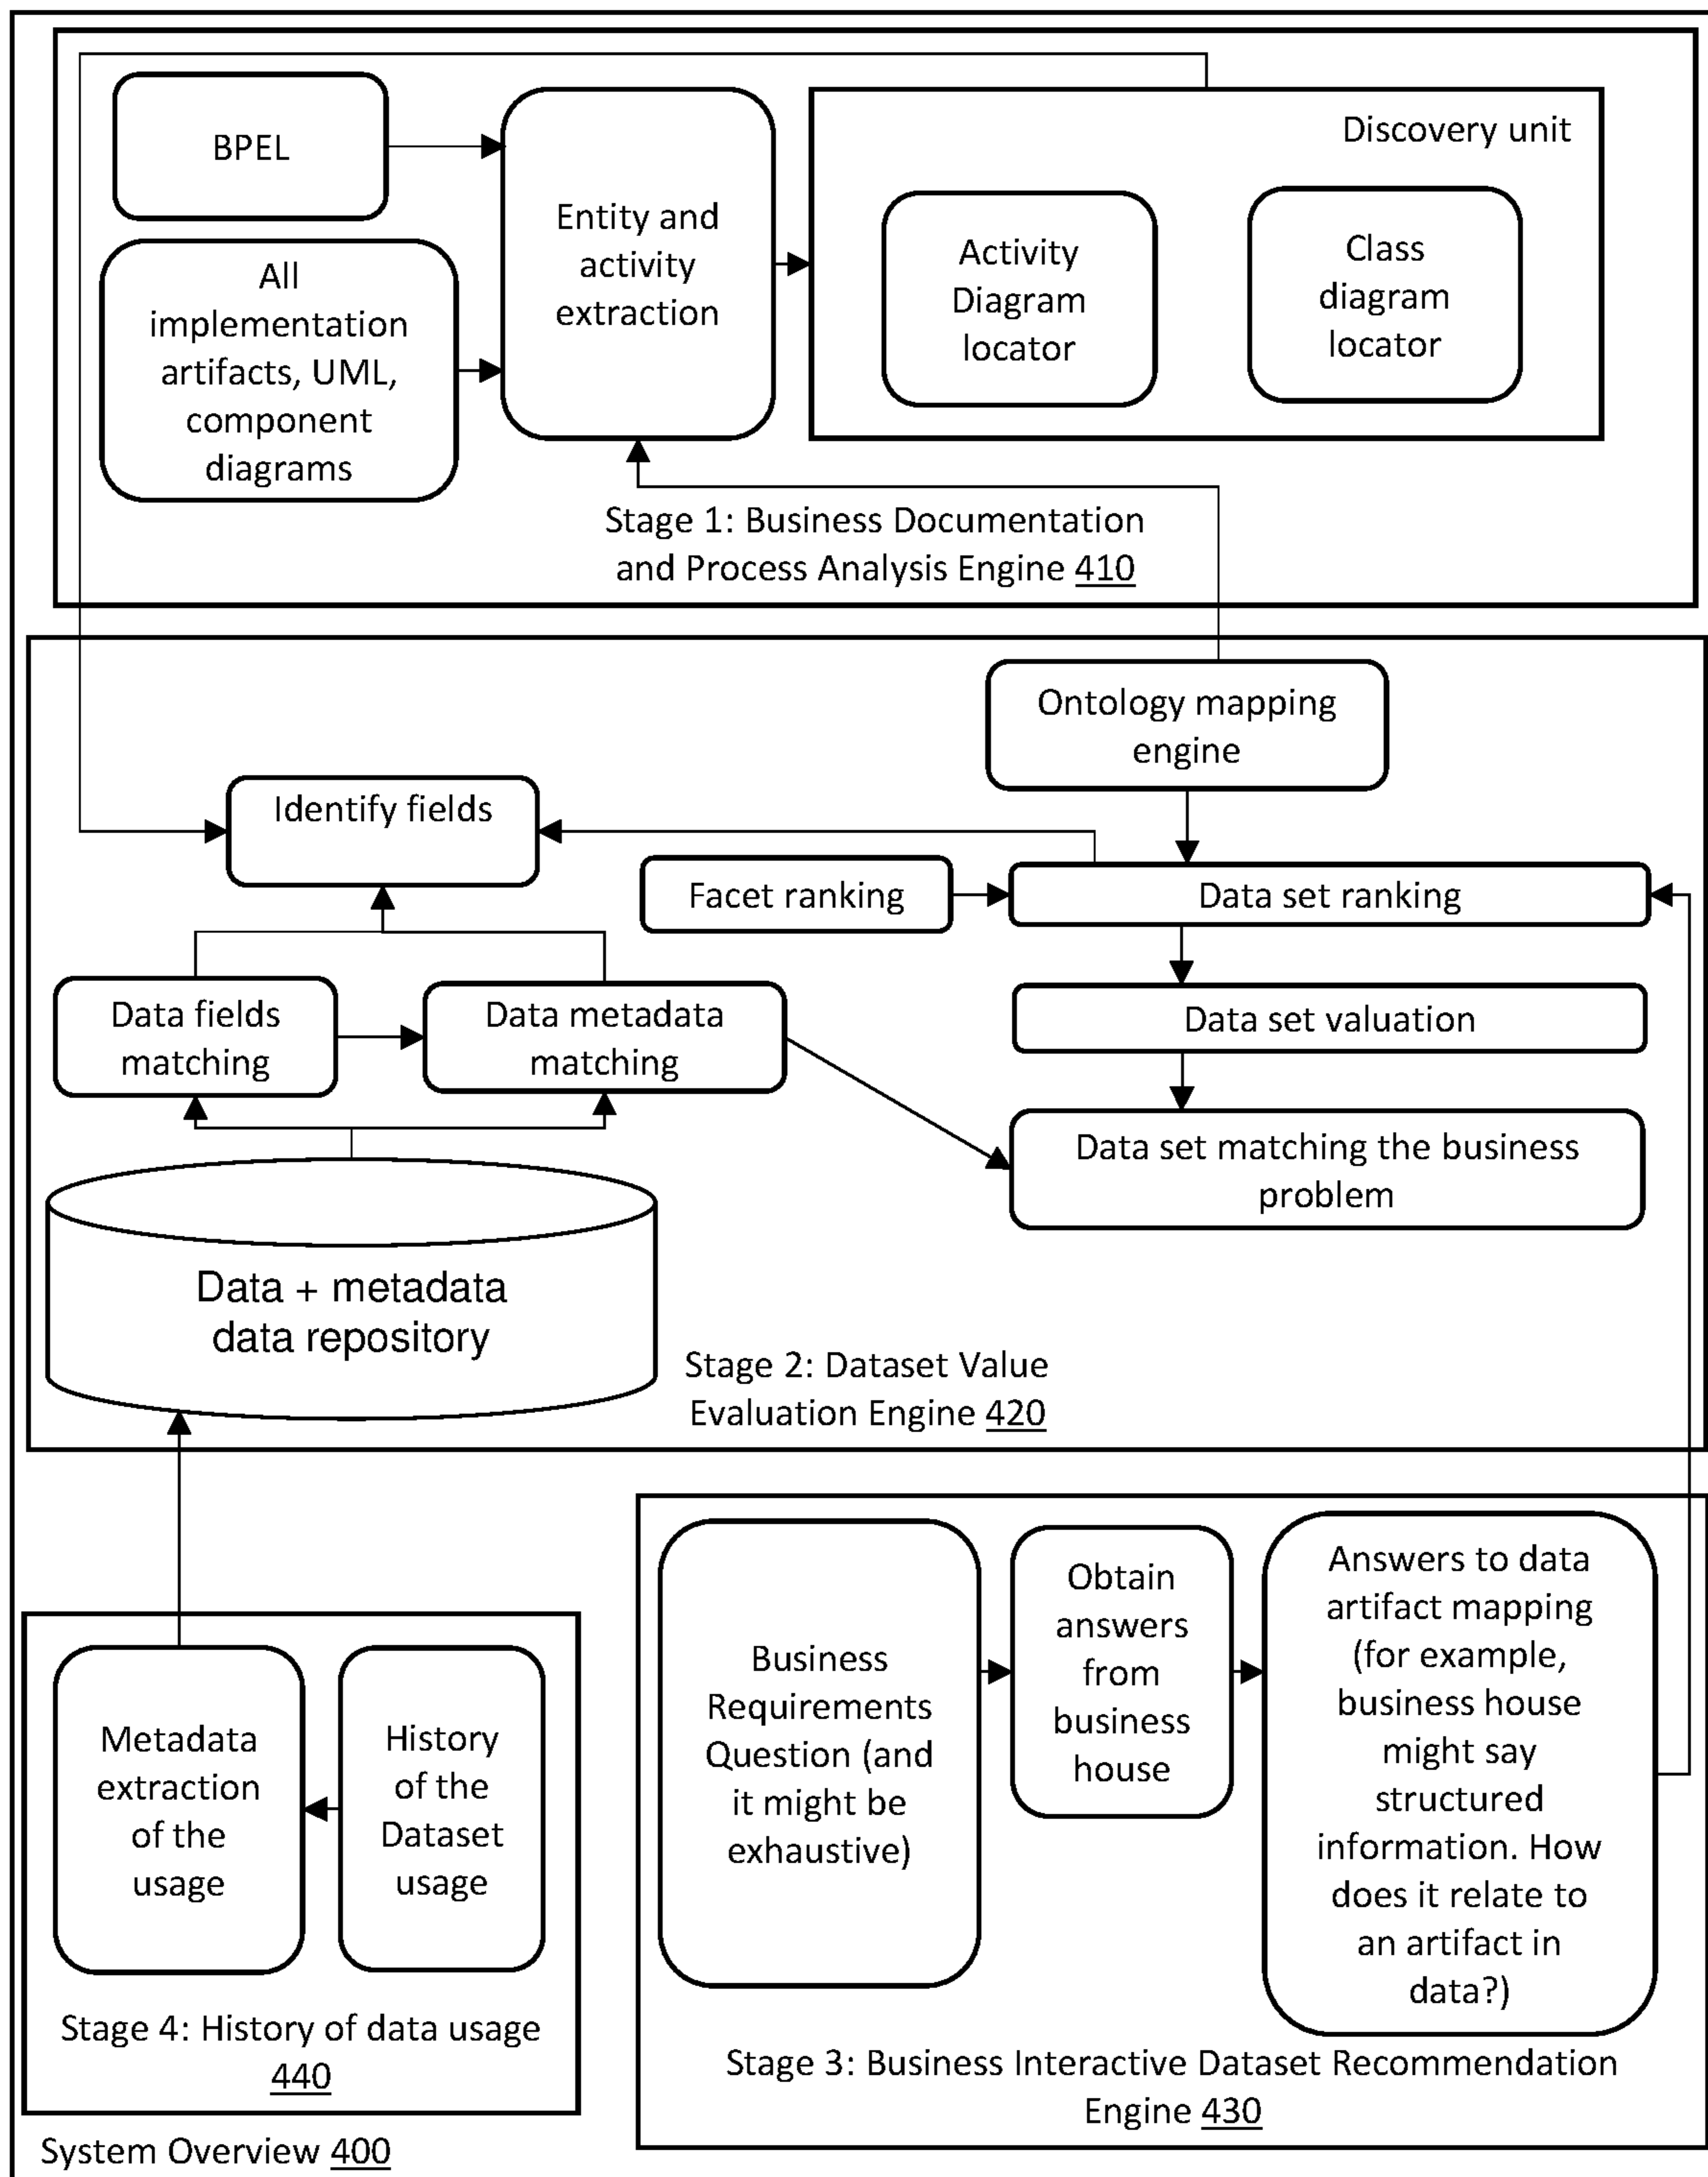 BPEL
All
implementation
artifacts, UML,
component
diagrams
Entity and
activity
extraction
Discovery unit
Activity
Diagram
locator
Class
diagram
locator
Stage 1: Business Documentation
and Process Analysis Engine 410
Ontology mapping
engine
Identify fields
Facet ranking
Data set ranking
Data fields
matching
Data metadata
matching
Data set valuation
Data set matching the business
problem
Data + metadata
data repository
Stage 2: Dataset Value
Evaluation Engine 420
Metadata
extraction
of the
usage
History
of the
Dataset
usage
Stage 4: History of data usage
440
Business
Requirements
Question (and
it might be
exhaustive)
Obtain
answers
from
business
house
Answers to data
artifact mapping
(for example,
business house
might say
structured
information. How
does it relate to
an artifact in
data?)
Stage 3: Business Interactive Dataset Recommendation
Engine 430
System Overview 400